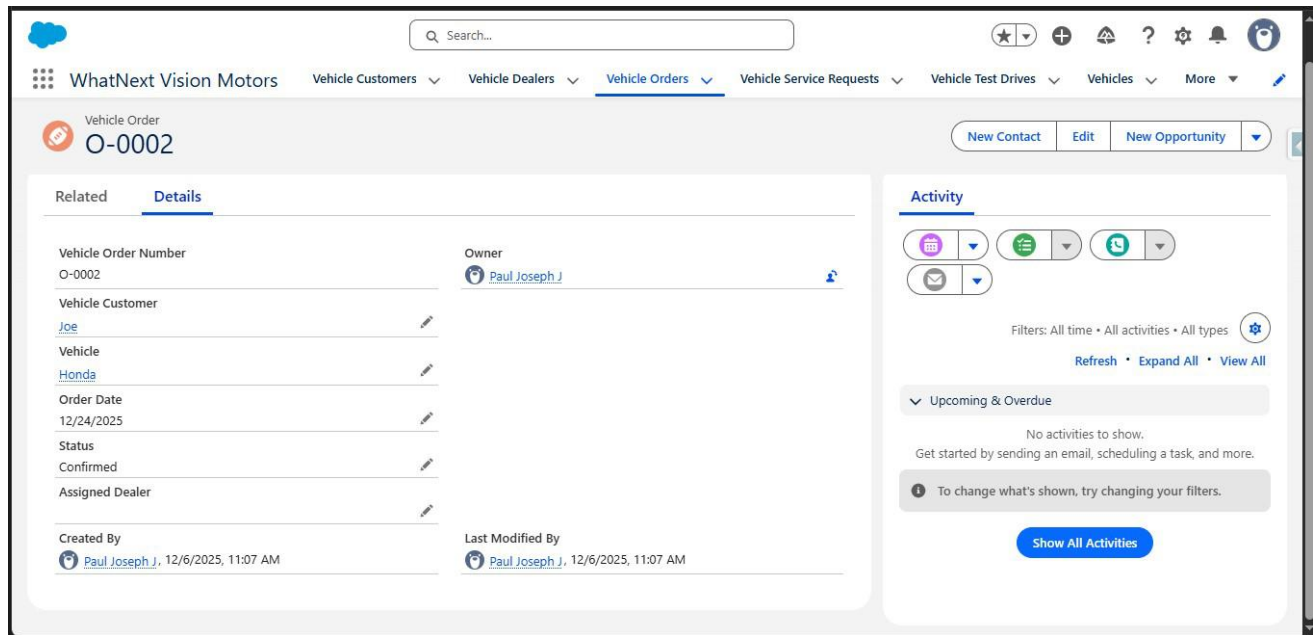 Search...
WhatNext Vision Motors
Vehicle Customers
Vehicle Dealers
Vehicle Orders
Vehicle Service Requests
Vehicle Test Drives
Vehicles
More
Vehicle Order
O-0002
New Contact
Edit
New Opportunity
Related
Details
Vehicle Order Number
O-0002
Owner
Paul Joseph J
Vehicle Customer
Joe
Vehicle
Honda
Order Date
12/24/2025
Status
Confirmed
Assigned Dealer
Created By
Paul Joseph J, 12/6/2025, 11:07 AM
Last Modified By
Paul Joseph J, 12/6/2025, 11:07 AM
Activity
Filters: All time • All activities • All types
Refresh • Expand All • View All
Upcoming & Overdue
No activities to show.
Get started by sending an email, scheduling a task, and more.
To change what's shown, try changing your filters.
Show All Activities